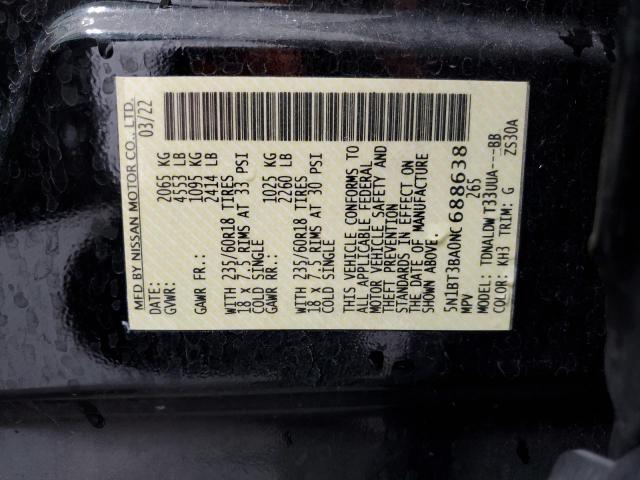 MFD BY NISSAN MOTOR CO., LTD.
DATE: 03/22
GVWR: 2065 KG
4553 LB
GAWR FR.: 1095 KG
2414 LB
WITH 235/60R18 TIRES
18 X 7.5 RIMS AT 33 PSI
COLD SINGLE
GAWR RR.: 1025 KG
2260 LB
WITH 235/60R18 TIRES
18 X 7.5 RIMS AT 30 PSI
COLD SINGLE
THIS VEHICLE CONFORMS TO
ALL APPLICABLE FEDERAL
MOTOR VEHICLE SAFETY AND
THEFT PREVENTION
STANDARDS IN EFFECT ON
THE DATE OF MANUFACTURE
SHOWN ABOVE
5N1BT3BA0NC688638
MPV 265
MODEL: TDNALDWT33UUA---BB
COLOR: KH3 TRIM: G ZS30A